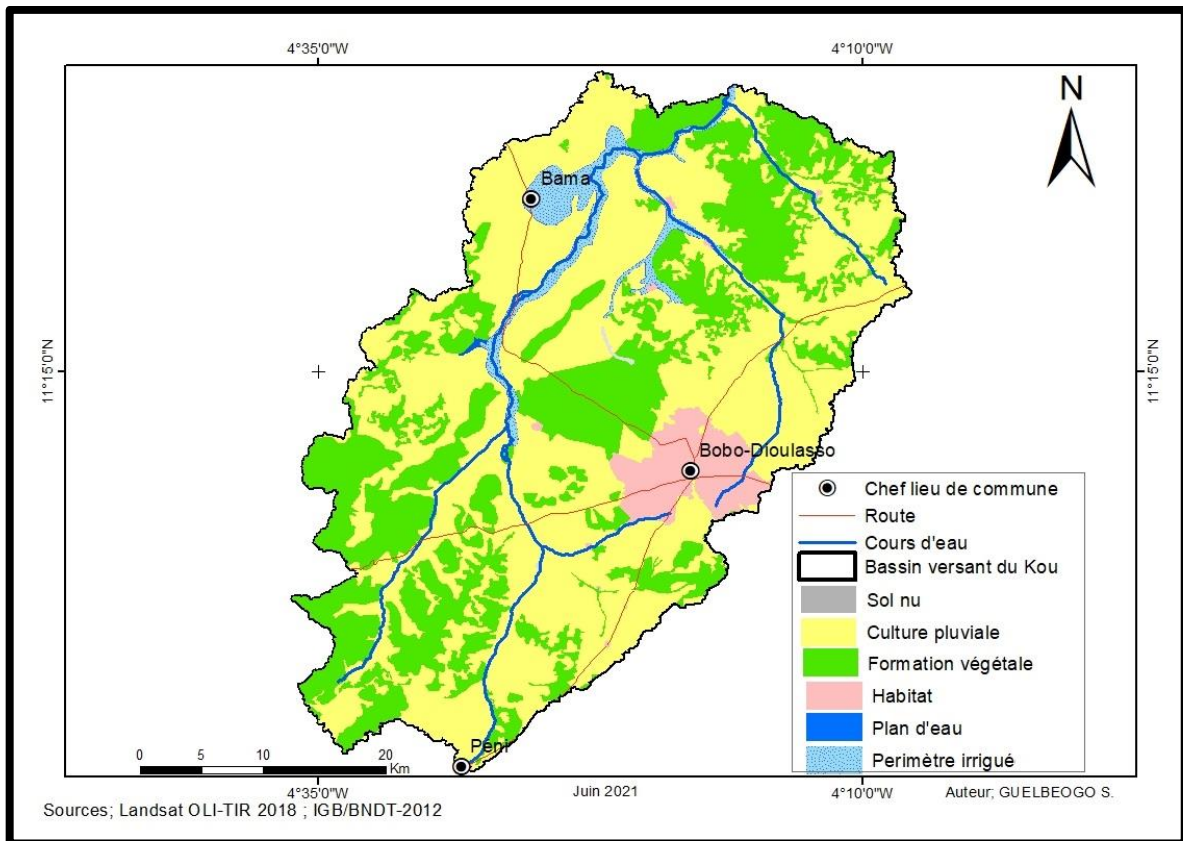 4°35'0"W
4°10'0"W
N
Bama
11°15'0"N
11°15'0"N
Bobo-Dioulasso
Chef lieu de commune
Route
Cours d'eau
Bassin versant du Kou
Sol nu
Culture pluviale
Formation végétale
Habitat
Plan d'eau
Perimètre irrigué
Péni
0 5 10 20
Km
4°35'0"W
Juin 2021
4°10'0"W
Auteur; GUELBEOGO S.
Sources; Landsat OLI-TIR 2018 ; IGB/BNDT-2012